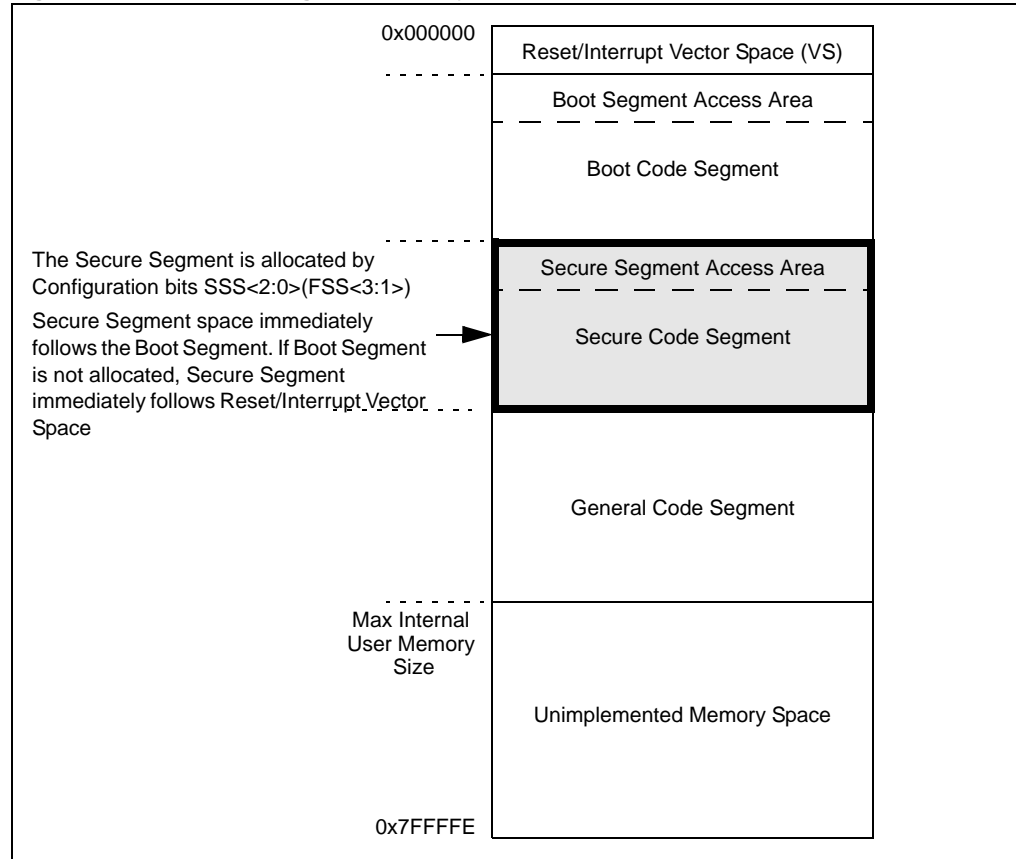 0x000000
Reset/Interrupt Vector Space (VS)
Boot Segment Access Area
Boot Code Segment
The Secure Segment is allocated by
Configuration bits SSS<2:0>(FSS<3:1>)
Secure Segment space immediately
follows the Boot Segment. If Boot Segment
is not allocated, Secure Segment
immediately follows Reset/Interrupt Vector
Space
Secure Segment Access Area
Secure Code Segment
General Code Segment
Max Internal
User Memory
Size
Unimplemented Memory Space
0x7FFFFE